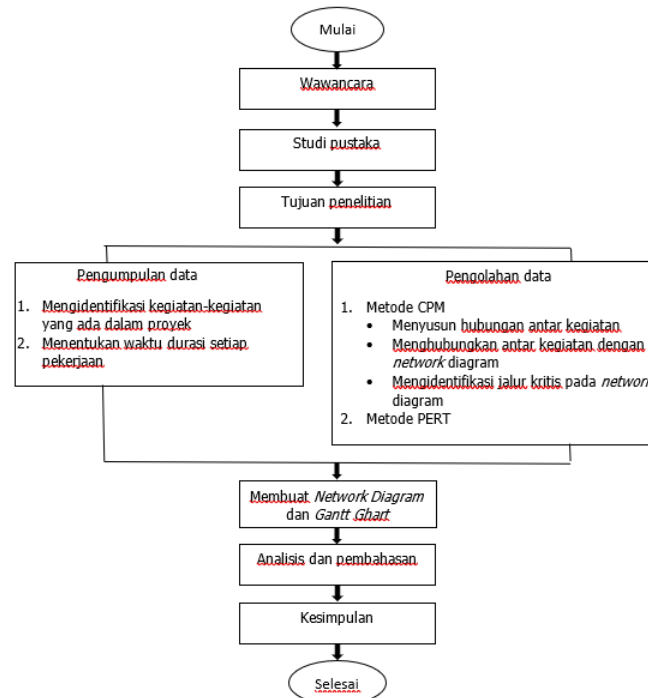 Mulai
Wawancara
Studi pustaka
Tujuan penelitian
Pengumpulan data
1. Mengidentifikasi kegiatan-kegiatan
yang ada dalam proyek
2. Menentukan waktu durasi setiap
pekerjaan
Pengolahan data
1. Metode CPM
• Menyusun hubungan antar kegiatan
• Menghubungkan antar kegiatan dengan
network diagram
• Mengidentifikasi jalur kritis pada network
diagram
2. Metode PERT
Membuat Network Diagram
dan Gantt Ghart
Analisis dan pembahasan
Kesimpulan
Selesai